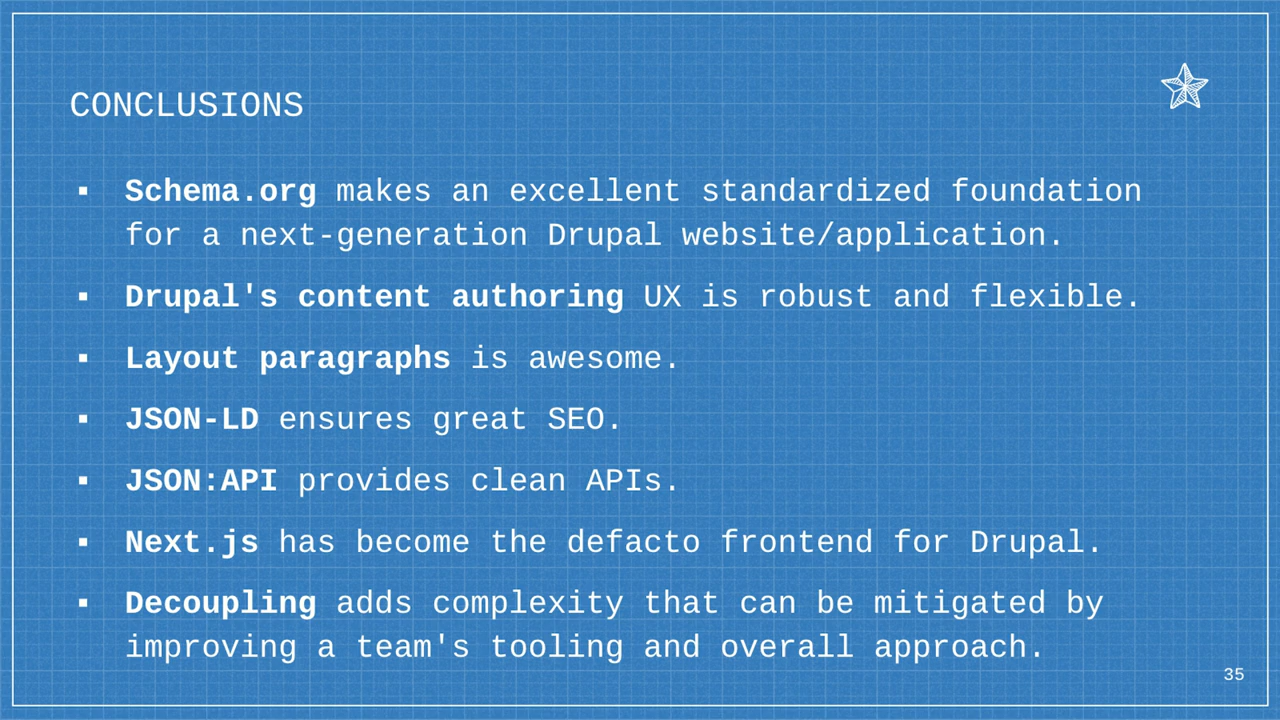 CONCLUSIONS
▪ Schema.org makes an excellent standardized foundation
for a next-generation Drupal website/application.
▪ Drupal's content authoring UX is robust and flexible.
▪ Layout paragraphs is awesome.
▪ JSON-LD ensures great SEO.
▪ JSON:API provides clean APIs.
▪ Next.js has become the defacto frontend for Drupal.
▪ Decoupling adds complexity that can be mitigated by
improving a team's tooling and overall approach.
35